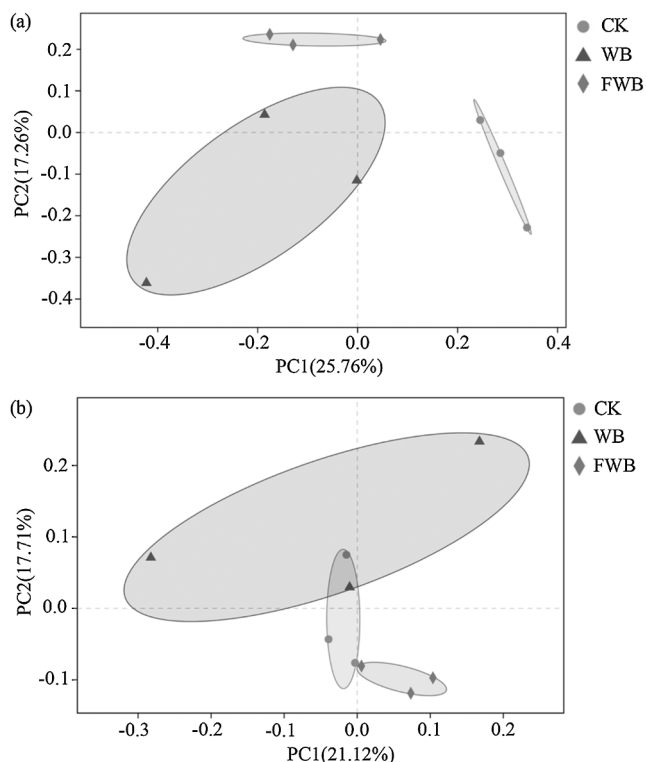 (a)
CK
WB
FWB
0.2
0.1
0.0
-0.1
-0.2
-0.3
-0.4
PC2(17.26%)
-0.4 -0.2 0.0 0.2 0.4
PC1(25.76%)
(b)
CK
WB
FWB
0.2
0.1
0.0
-0.1
PC2(17.71%)
-0.3 -0.2 -0.1 0.0 0.1 0.2
PC1(21.12%)